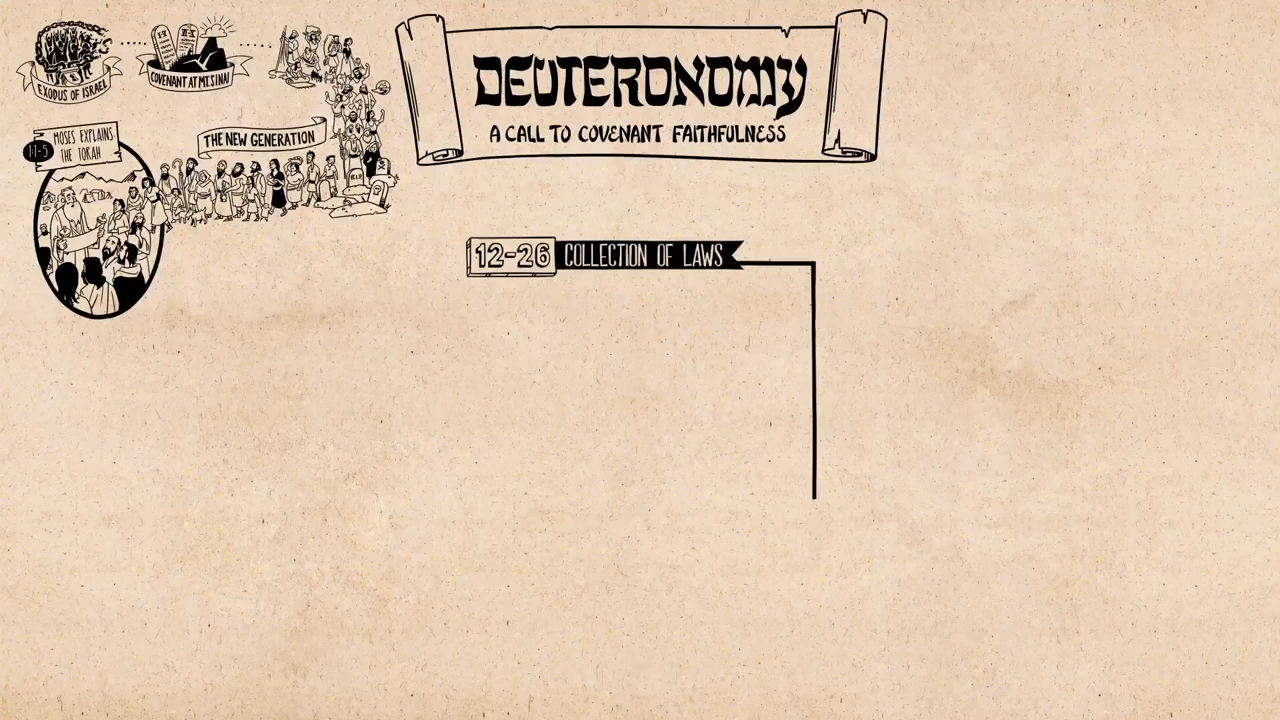 DEUTERONOMY
A CALL TO COVENANT FAITHFULNESS
EXODUS OF ISRAEL
COVENANT AT MT. SINAI
1:1-5
MOSES EXPLAINS
THE TORAH
THE NEW GENERATION
12-26 COLLECTION OF LAWS